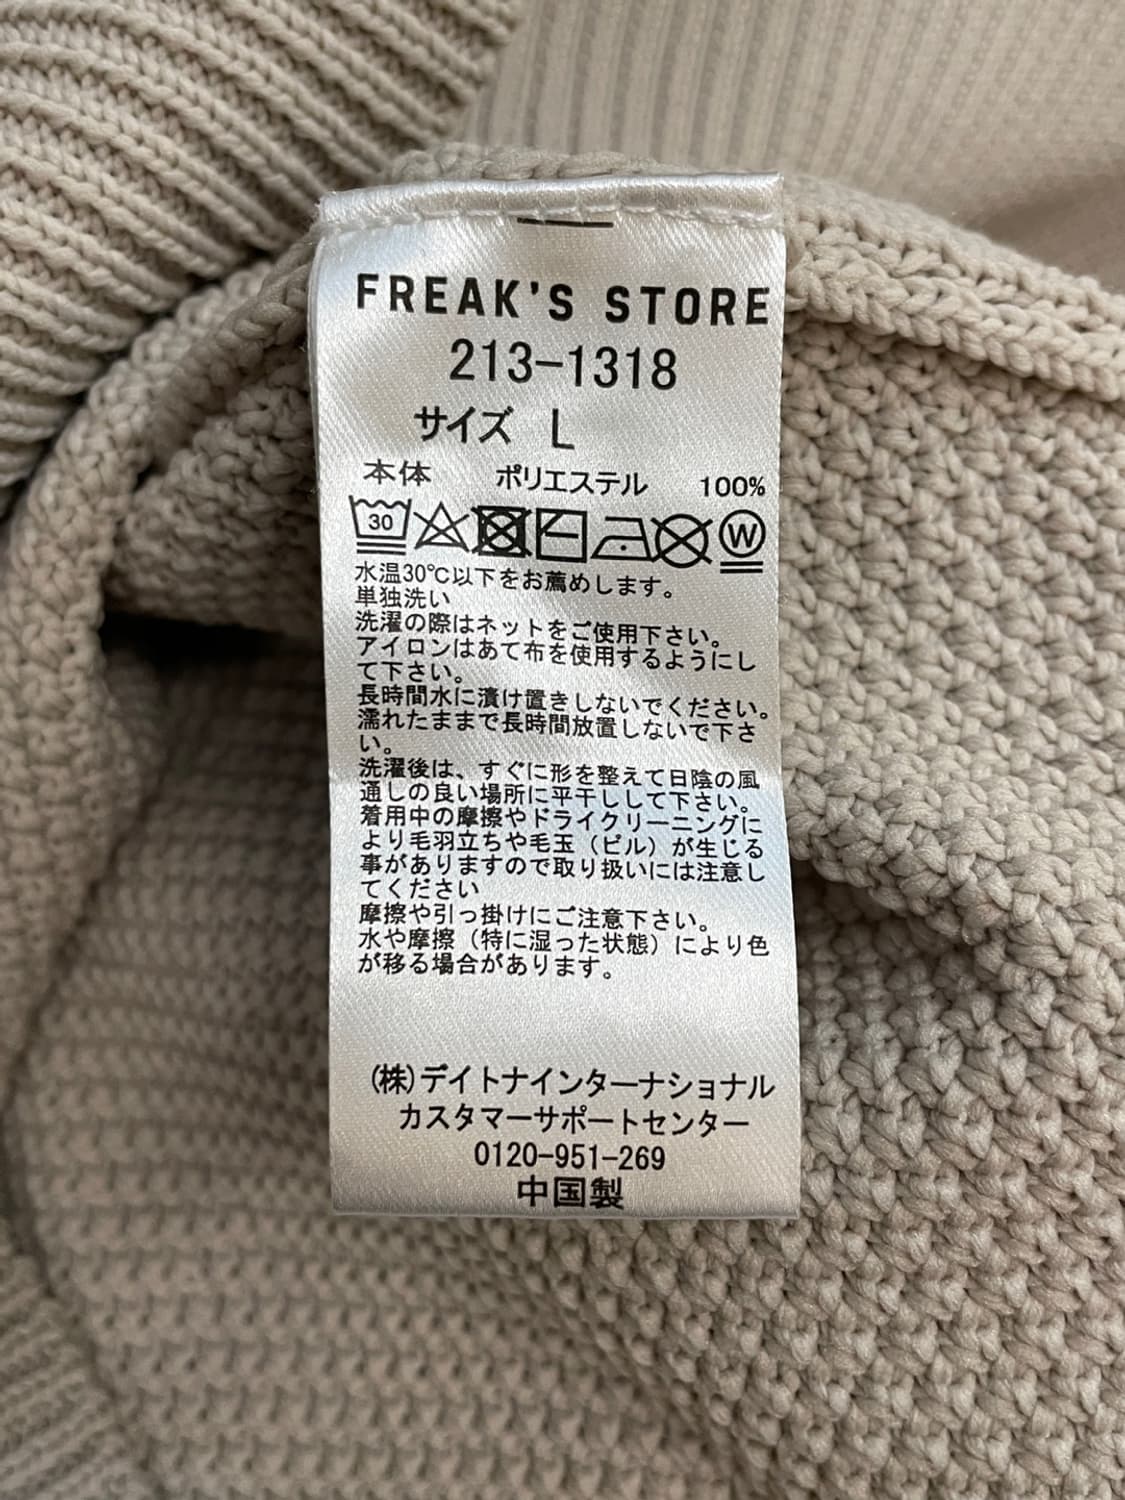 FREAK'S STORE
213-1318
サイズ L
本体 ポリエステル 100%
30 W
水温30℃以下をお薦めします。
単独洗い
洗濯の際はネットをご使用下さい。
アイロンはあて布を使用するようにし
て下さい。
長時間水に漬け置きしないでください。
濡れたままで長時間放置しないで下さ
い。
洗濯後は、すぐに形を整えて日陰の風
通しの良い場所に平干しして下さい。
着用中の摩擦やドライクリーニングに
より毛羽立ちや毛玉（ピル）が生じる
事がありますので取り扱いには注意し
てください
摩擦や引っ掛けにご注意下さい。
水や摩擦（特に湿った状態）により色
が移る場合があります。
(株)デイトナインターナショナル
カスタマーサポートセンター
0120-951-269
中国製